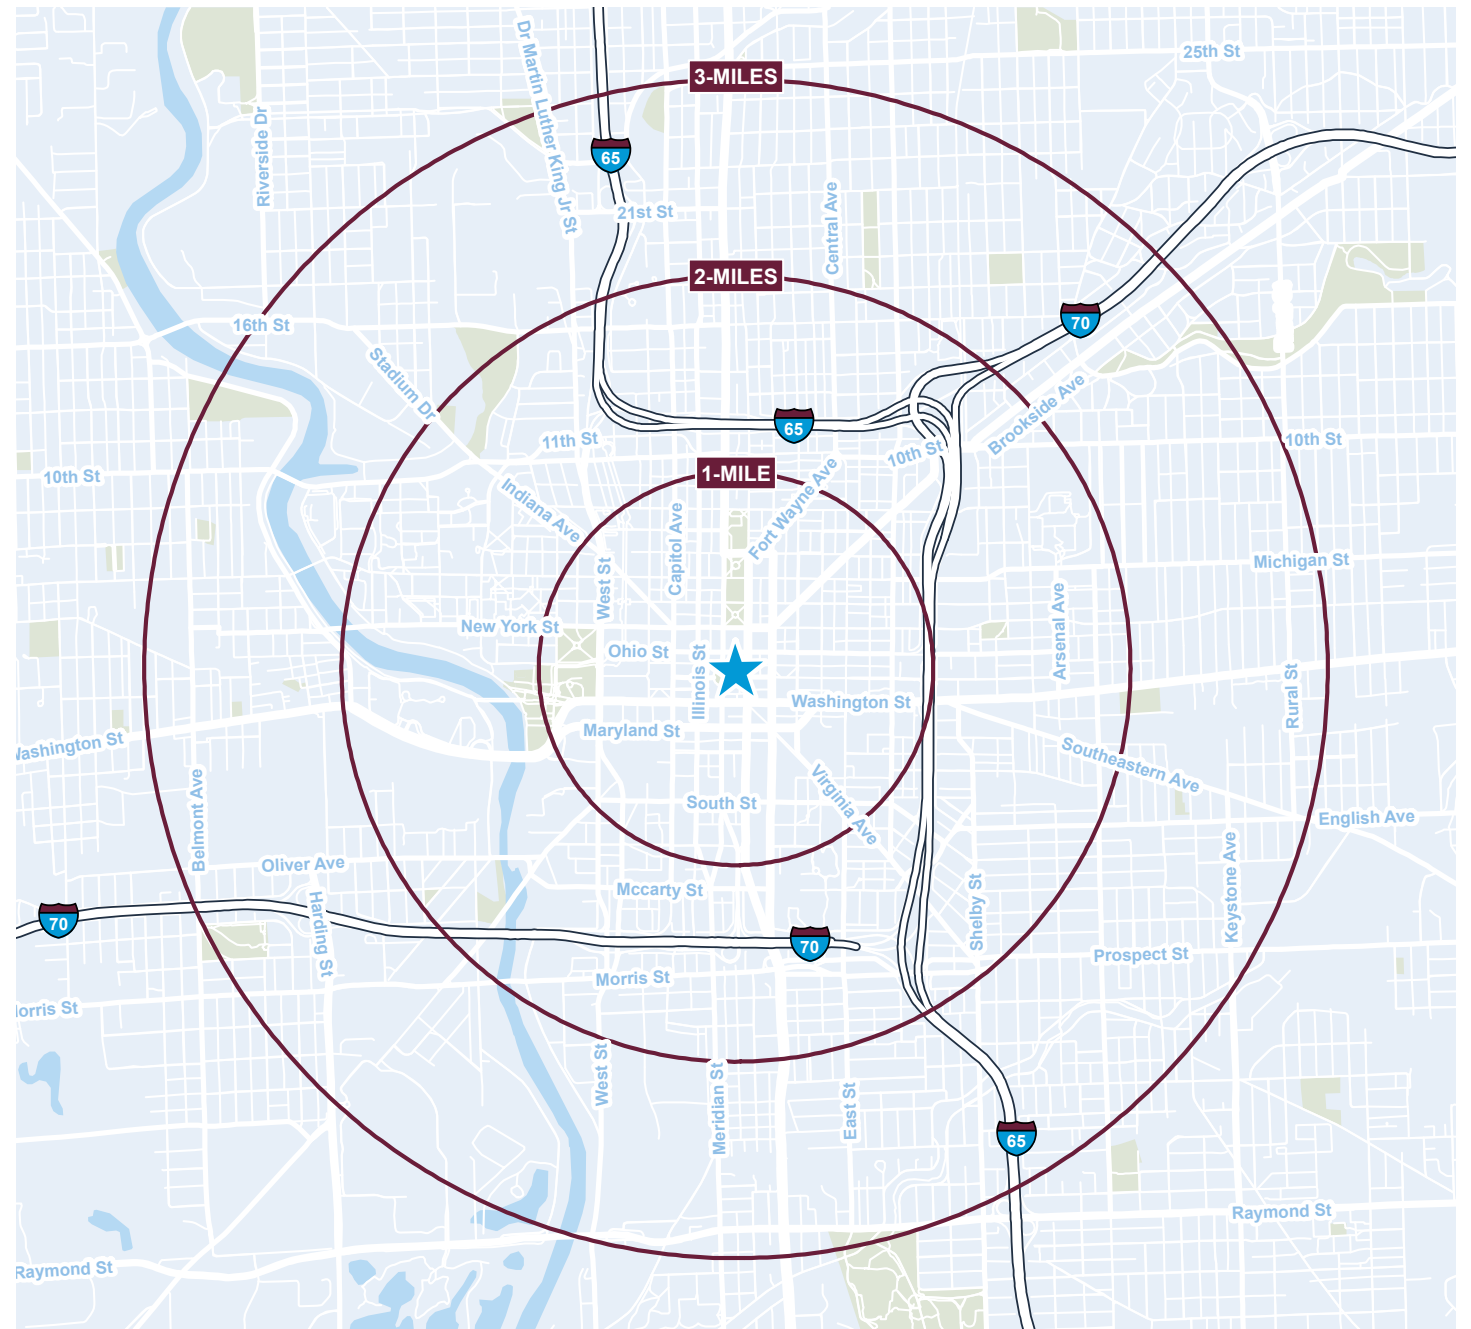 25th St
3-MILES
Dr Martin Luther King Jr St
Riverside Dr
65
21st St
Central Ave
2-MILES
16th St
70
Stadium Dr
Brookside Ave
65
11th St
10th St
10th St
10th St
1-MILE
Indiana Ave
Fort Wayne Ave
Capitol Ave
West St
Michigan St
Arsenal Ave
New York St
Ohio St
Illinois St
Rural St
Washington St
Maryland St
Washington St
Southeastern Ave
Belmont Ave
South St
Virginia Ave
English Ave
Oliver Ave
Keystone Ave
Mccarty St
Shelby St
Harding St
70
70
Prospect St
Morris St
orris St
West St
Meridian St
East St
65
Raymond St
Raymond St